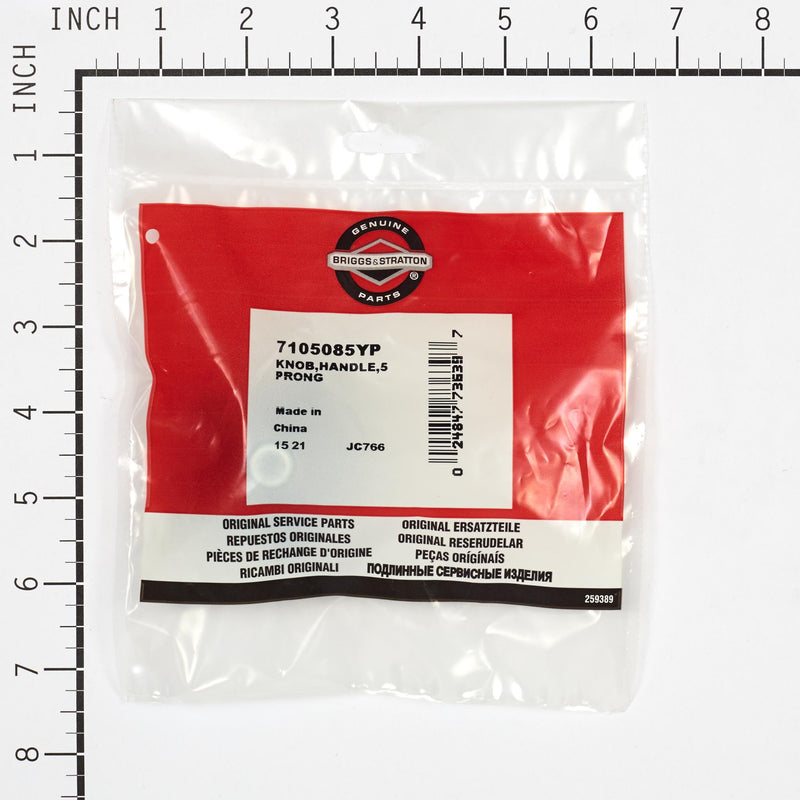 INCH 1 2 3 4 5 6 7 8
INCH
1
2
3
4
5
6
7
8
GENUINE
BRIGGS&STRATTON
®
PARTS
7105085YP
KNOB,HANDLE,5
PRONG
Made in
China
15 21 JC766
0 24847 73639 7
ORIGINAL SERVICE PARTS
REPUESTOS ORIGINALES
PIÈCES DE RECHANGE D'ORIGINE
RICAMBI ORIGINALI
ORIGINAL ERSATZTEILE
ORIGINAL RESERUDELAR
PEÇAS ORÍGÍNAÍS
ПОДЛИННЫЕ СЕРВИСНЫЕ ИЗДЕЛИЯ
259389